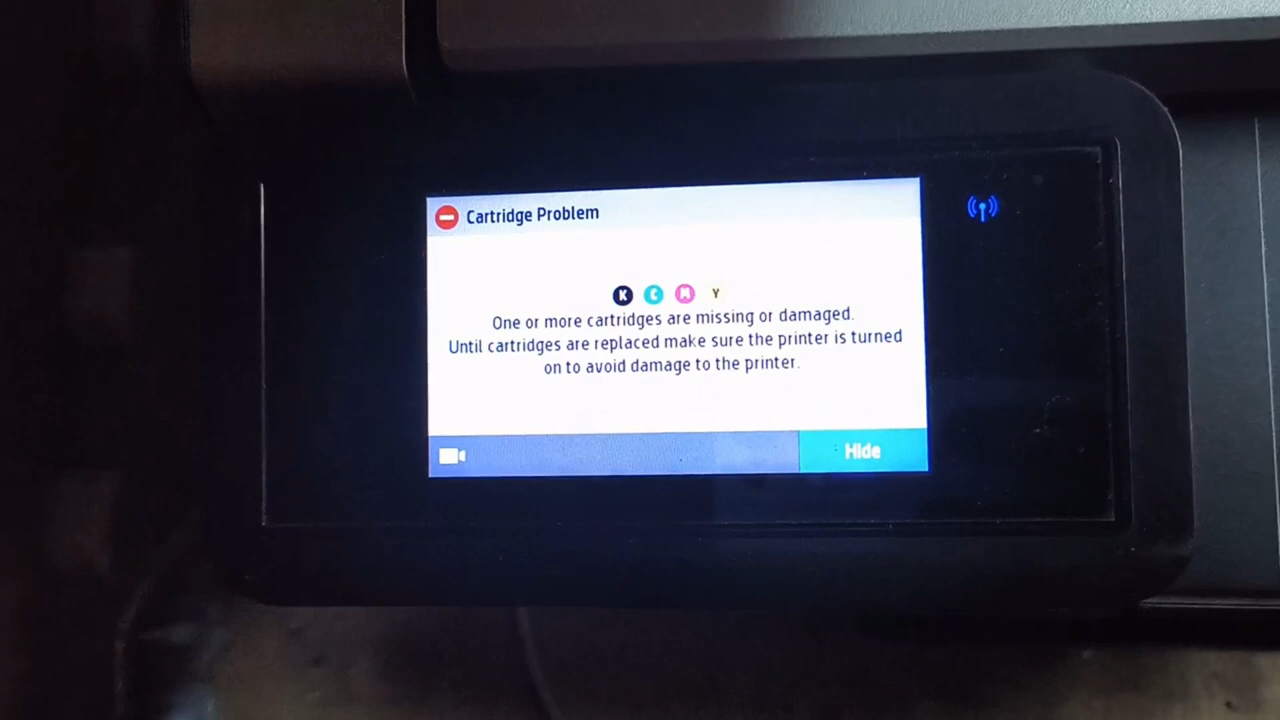 Cartridge Problem
K C M Y
One or more cartridges are missing or damaged.
Until cartridges are replaced make sure the printer is turned
on to avoid damage to the printer.
Hide